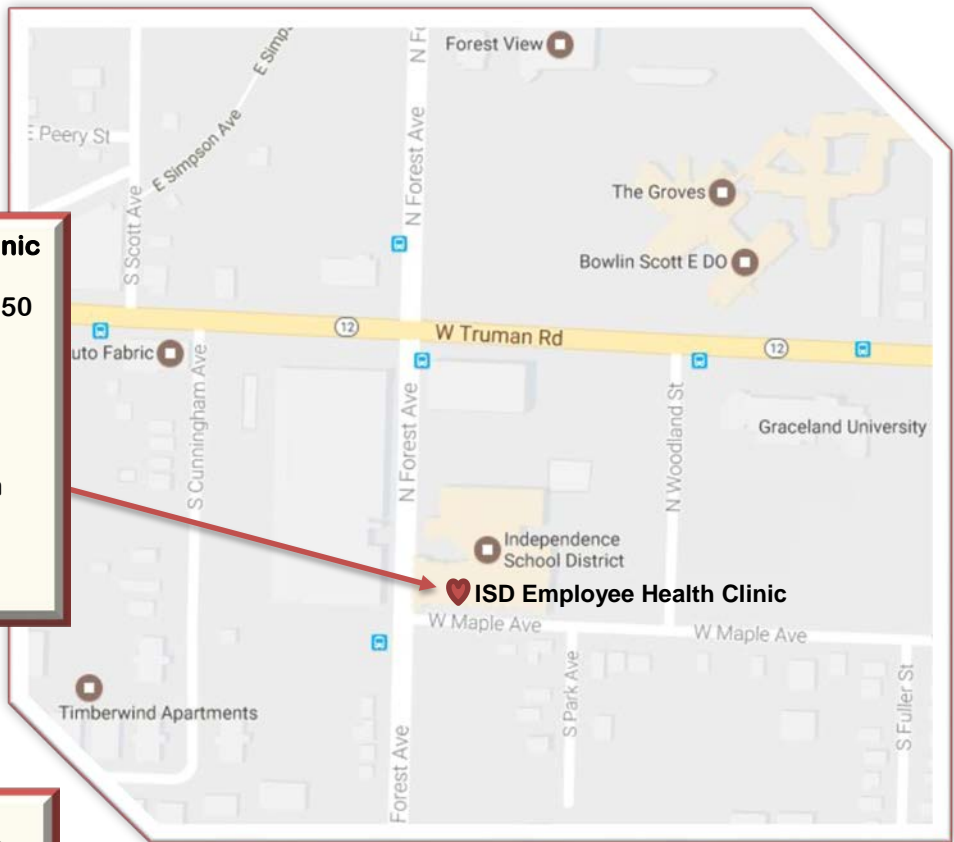 Forest View
N Fo
E Simps
E Peery St
E Simpson Ave
N Forest Ave
The Groves
S Scott Ave
nic
Bowlin Scott E DO
50
12
W Truman Rd
12
uto Fabric
S Cunningham Ave
N Forest Ave
N Woodland St
Graceland University
Independence
School District
ISD Employee Health Clinic
W Maple Ave
W Maple Ave
S Park Ave
S Fuller St
Timberwind Apartments
Forest Ave